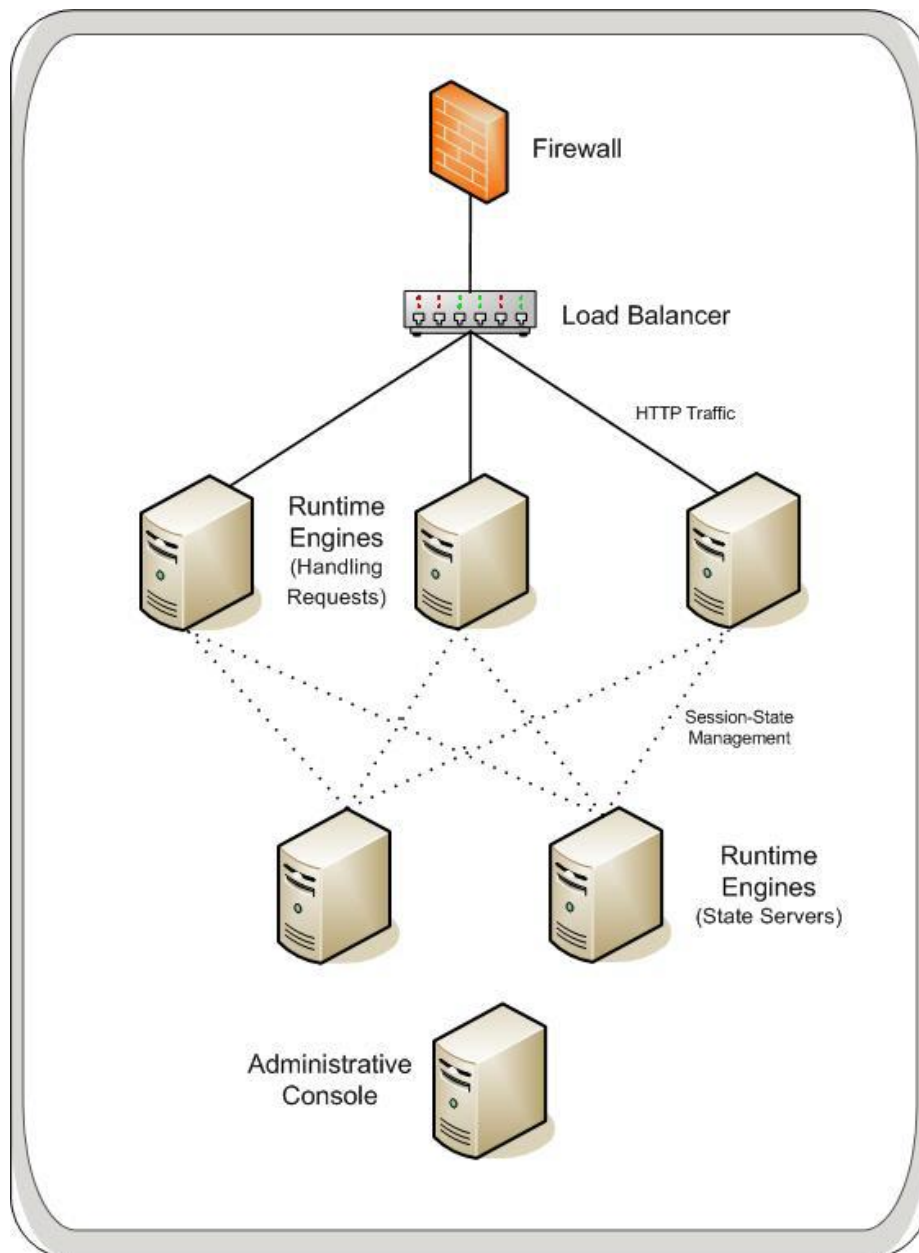 Firewall
Load Balancer
HTTP Traffic
Runtime
Engines
(Handling
Requests)
Session-State
Management
Runtime
Engines
(State Servers)
Administrative
Console